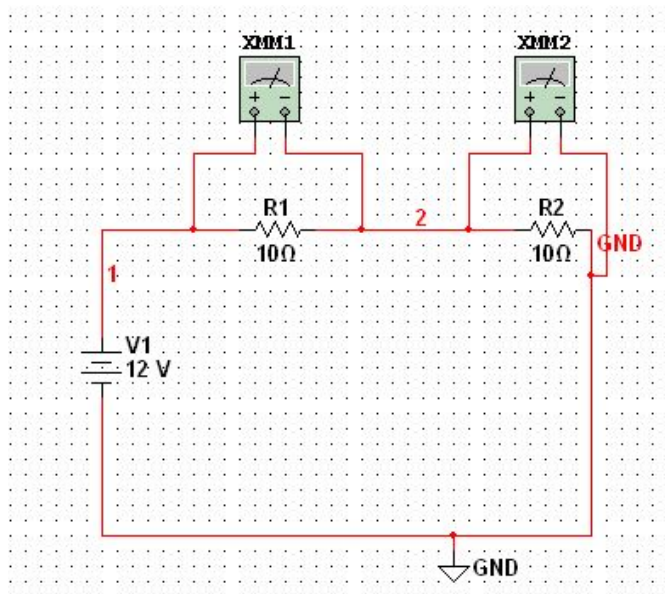 XMM1
XMM2
+ −
+ −
R1
10Ω
2
R2
10Ω
GND
1
V1
12 V
GND